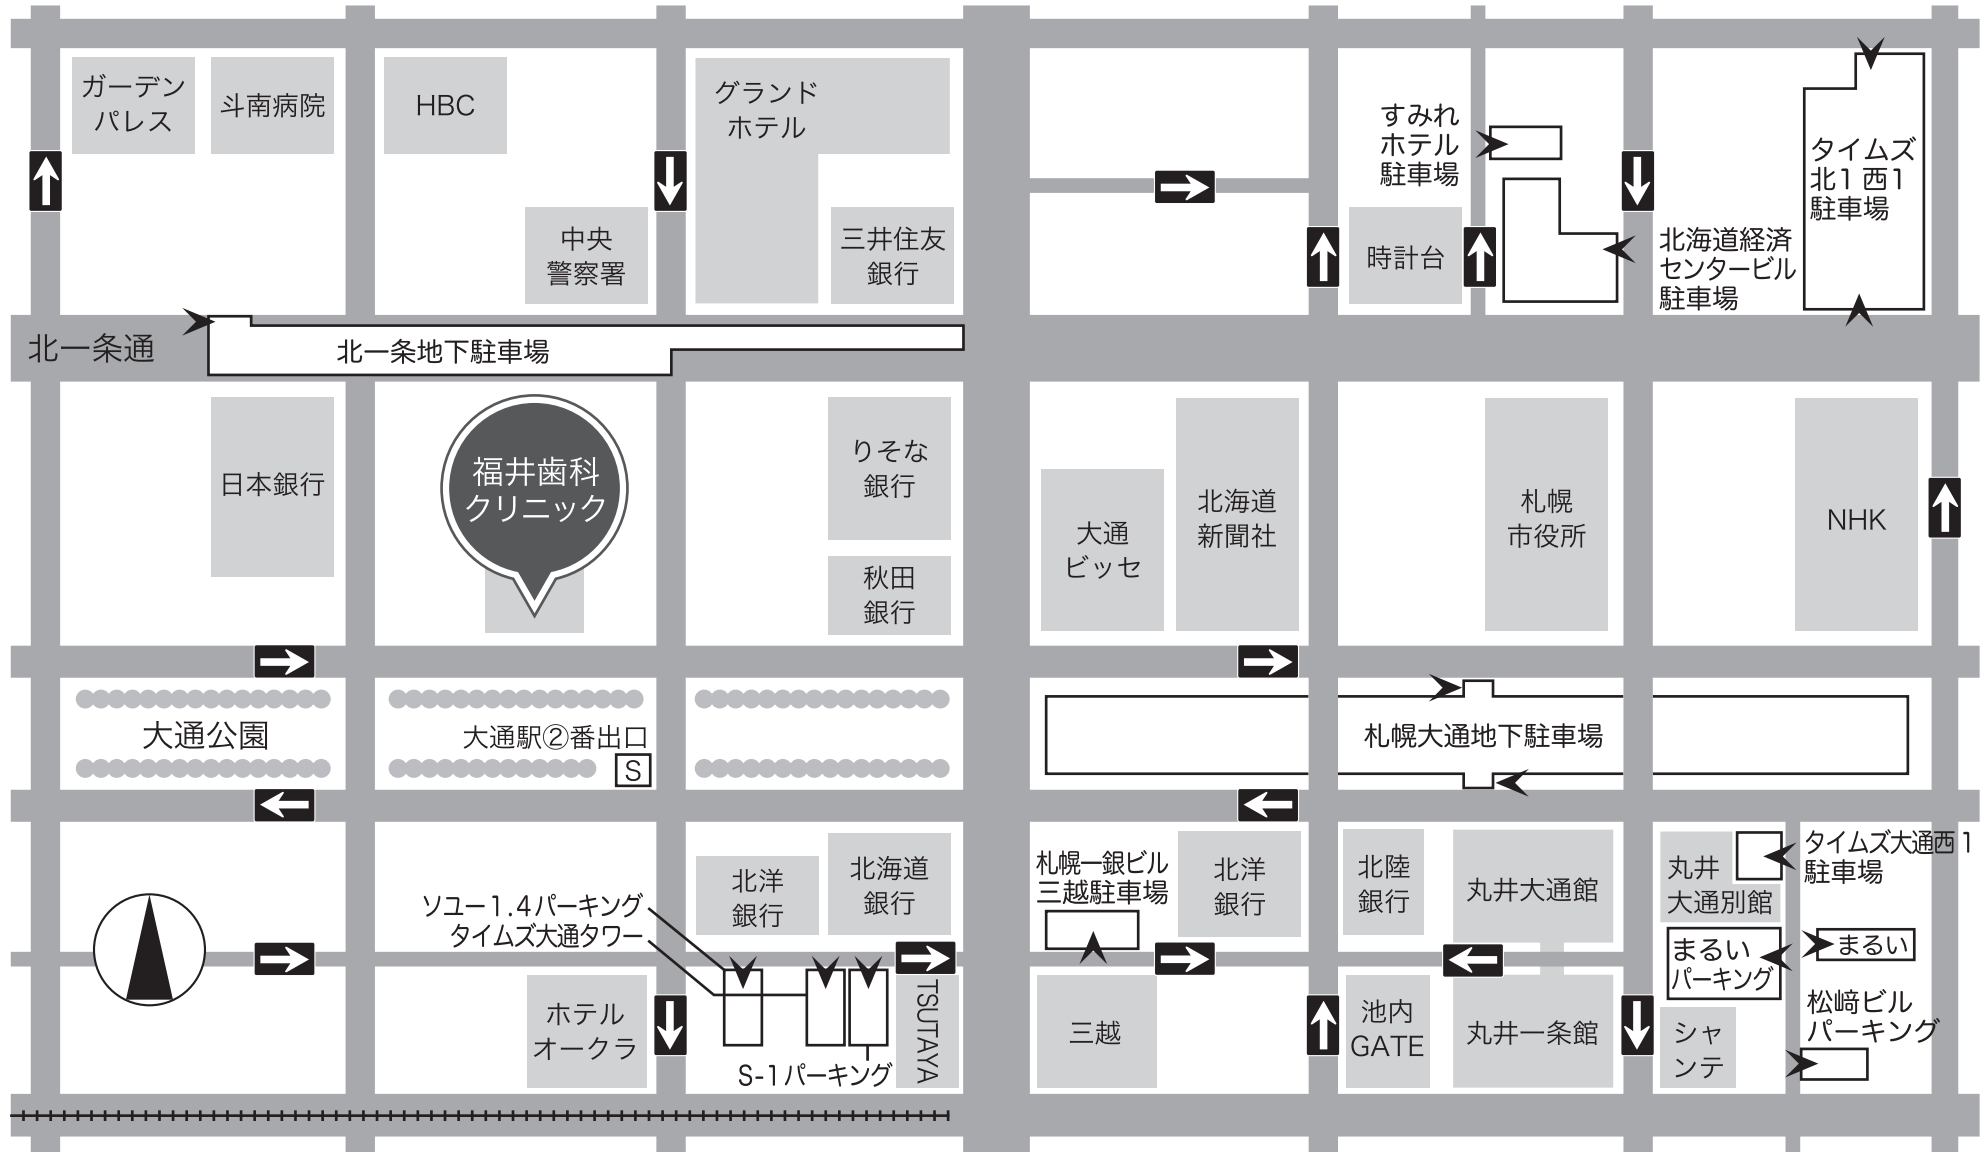 ガーデン
パレス
斗南病院
HBC
グランド
ホテル
すみれ
ホテル
駐車場
タイムズ
北1西1
駐車場
中央
警察署
三井住友
銀行
時計台
北海道経済
センタービル
駐車場
北一条通
北一条地下駐車場
日本銀行
福井歯科
クリニック
りそな
銀行
秋田
銀行
大通
ビッセ
北海道
新聞社
札幌
市役所
NHK
大通公園
大通駅②番出口
S
札幌大通地下駐車場
ソユー1.4パーキング
タイムズ大通タワー
北洋
銀行
北海道
銀行
札幌一銀ビル
三越駐車場
北洋
銀行
北陸
銀行
丸井大通館
丸井
大通別館
タイムズ大通西1
駐車場
まるい
パーキング
まるい
松﨑ビル
パーキング
ホテル
オークラ
S-1パーキング
TSUTAYA
三越
池内
GATE
丸井一条館
シャ
ンテ